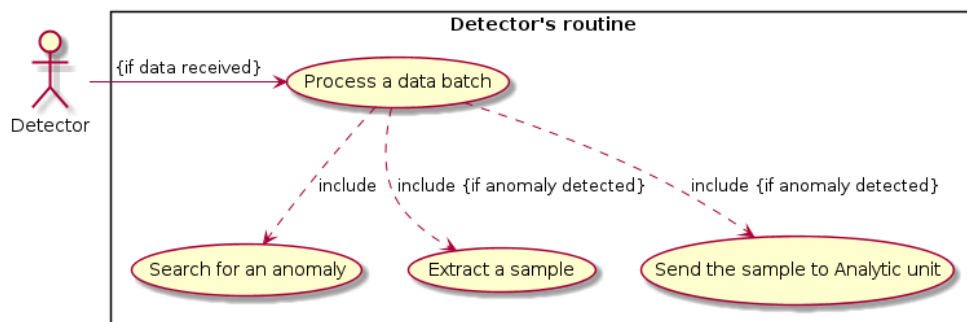 Detector's routine
{if data received}
Process a data batch
Detector
include
include {if anomaly detected}
include {if anomaly detected}
Search for an anomaly
Extract a sample
Send the sample to Analytic unit